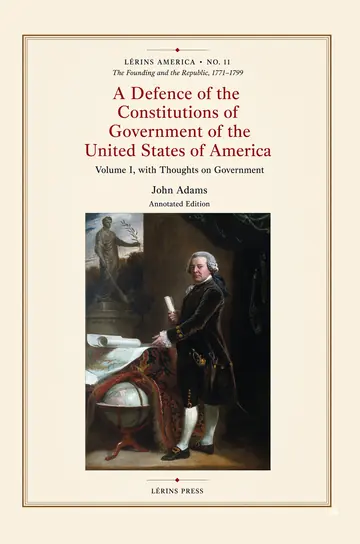 LÉRINS AMERICA • NO. 11
The Founding and the Republic, 1771–1799
A Defence of the
Constitutions of
Government of the
United States of America
Volume I, with Thoughts on Government
John Adams
Annotated Edition
LÉRINS PRESS